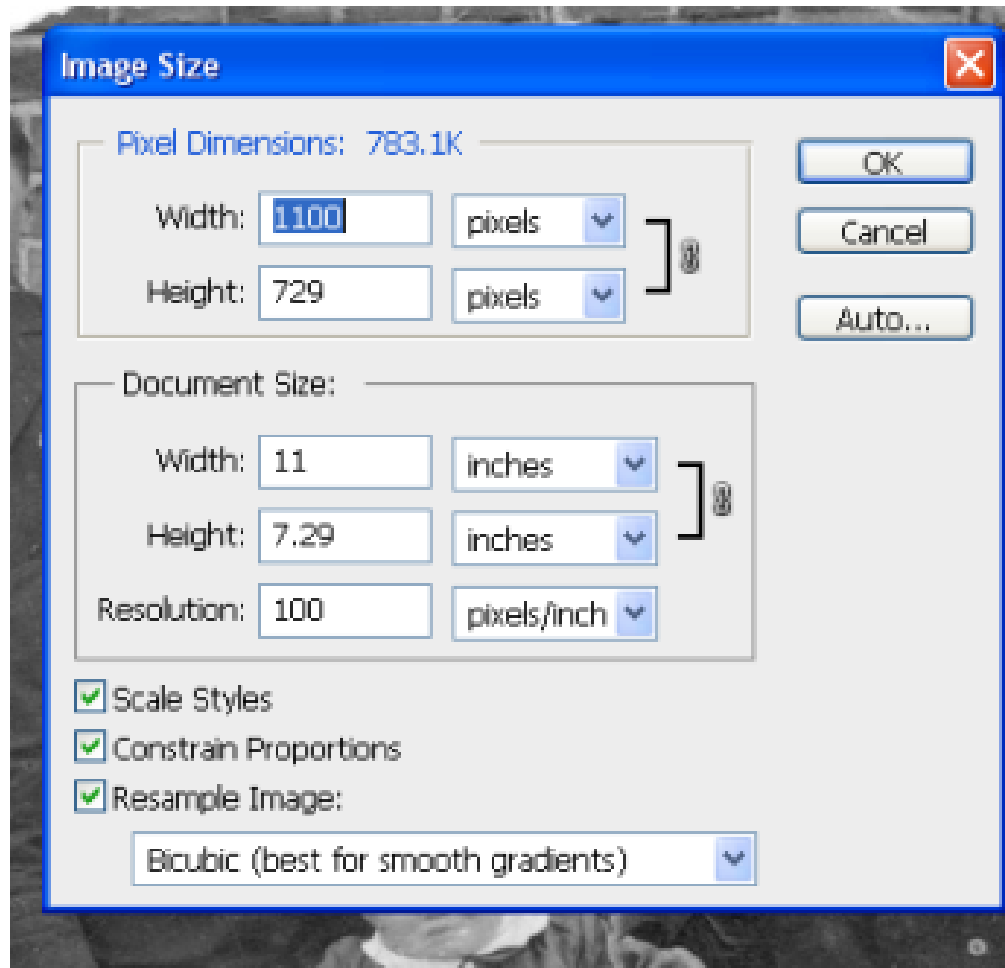 Image Size
Pixel Dimensions: 783.1K
Width: 1100 pixels
Height: 729 pixels
OK
Cancel
Auto...
Document Size:
Width: 11 inches
Height: 7.29 inches
Resolution: 100 pixels/inch
Scale Styles
Constrain Proportions
Resample Image:
Bicubic (best for smooth gradients)